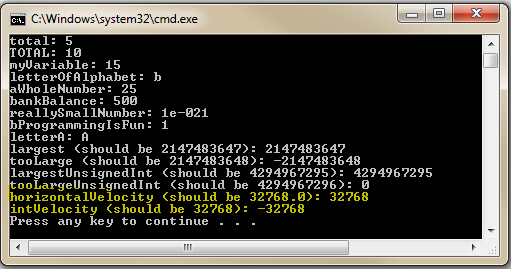 C:\Windows\system32\cmd.exe
total: 5
TOTAL: 10
myVariable: 15
letterOfAlphabet: b
aWholeNumber: 25
bankBalance: 500
reallySmallNumber: 1e-021
bProgrammingIsFun: 1
letterA: A
largest (should be 2147483647): 2147483647
tooLarge (should be 2147483648): -2147483648
largestUnsignedInt (should be 4294967295): 4294967295
tooLargeUnsignedInt (should be 4294967296): 0
horizontalVelocity (should be 32768.0): 32768
intVelocity (should be 32768): -32768
Press any key to continue . . .